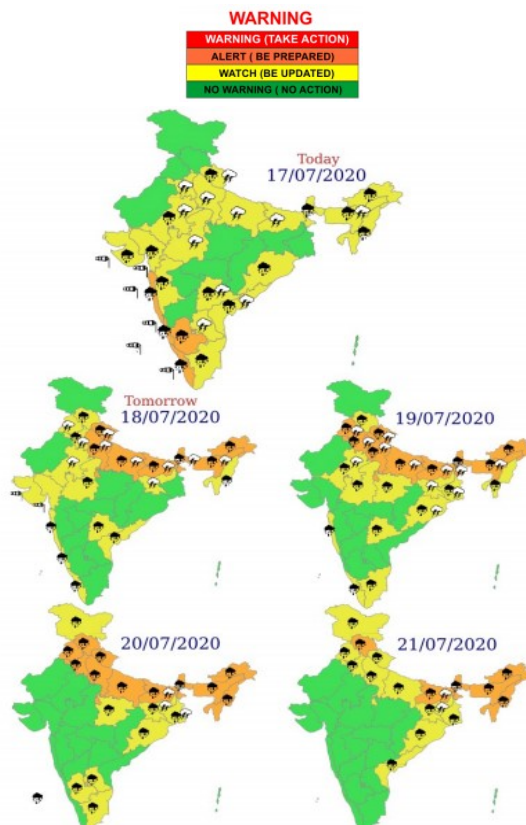 WARNING
WARNING (TAKE ACTION)
ALERT ( BE PREPARED)
WATCH (BE UPDATED)
NO WARNING ( NO ACTION)
Today
17/07/2020
Tomorrow
18/07/2020
19/07/2020
20/07/2020
21/07/2020